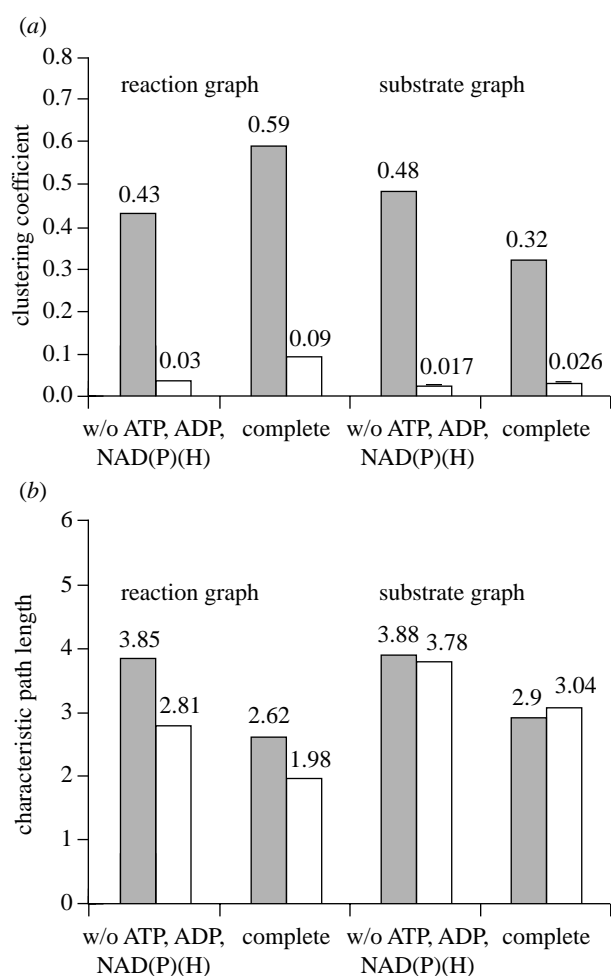 (a)
0.8
0.7
0.6
0.5
0.4
0.3
0.2
0.1
0.0
clustering coefficient
reaction graph substrate graph
0.43 0.03 0.59 0.09 0.48 0.017 0.32 0.026
w/o ATP, ADP, complete w/o ATP, ADP, complete
NAD(P)(H) NAD(P)(H)
(b)
6
5
4
3
2
1
0
characteristic path length
reaction graph substrate graph
3.85 2.81 2.62 1.98 3.88 3.78 2.9 3.04
w/o ATP, ADP, complete w/o ATP, ADP, complete
NAD(P)(H) NAD(P)(H)